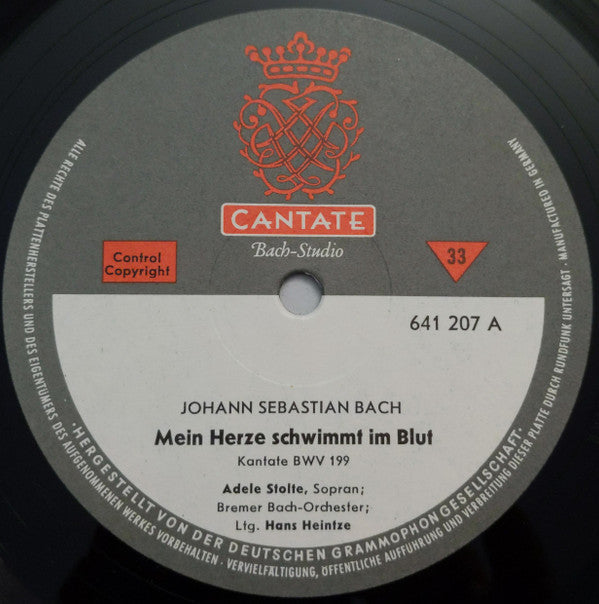 CANTATE
Bach-Studio
Control
Copyright
33
641 207 A
JOHANN SEBASTIAN BACH
Mein Herze schwimmt im Blut
Kantate BWV 199
Adele Stolte, Sopran;
Bremer Bach-Orchester;
Ltg. Hans Heintze
·HERGESTELLT VON DER DEUTSCHEN GRAMMOPHONGESELLSCHAFT·
ALLE RECHTE DES PLATTENHERSTELLERS UND DES EIGENTÜMERS DES AUFGENOMMENEN WERKES VORBEHALTEN · VERVIELFÄLTIGUNG, ÖFFENTLICHE AUFFÜHRUNG UND VERBREITUNG DIESER PLATTE DURCH RUNDFUNK UNTERSAGT · MANUFACTURED IN GERMANY